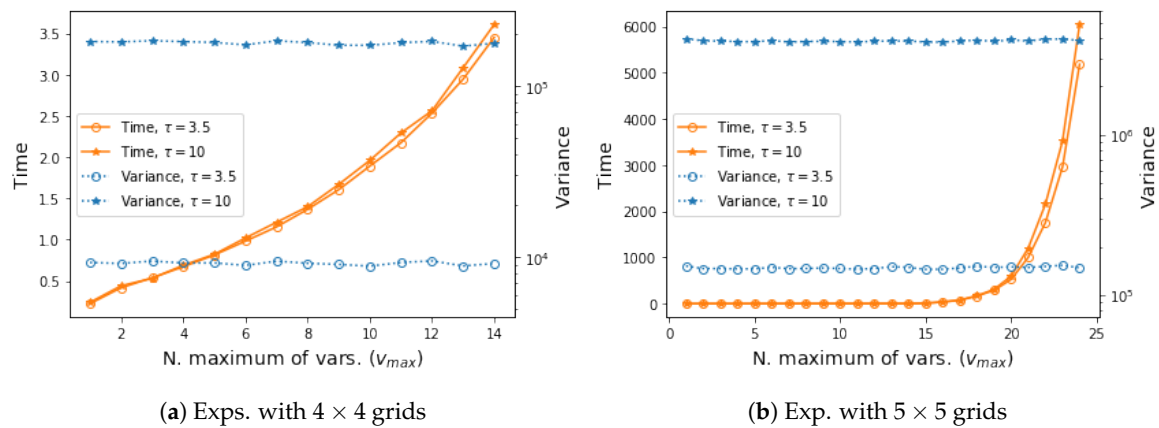 3.5
3.0
2.5
2.0
1.5
1.0
0.5
Time
Time, τ = 3.5
Time, τ = 10
Variance, τ = 3.5
Variance, τ = 10
10^5
10^4
Variance
2 4 6 8 10 12 14
N. maximum of vars. (v_max)
(a) Exps. with 4 × 4 grids
6000
5000
4000
3000
2000
1000
0
Time
Time, τ = 3.5
Time, τ = 10
Variance, τ = 3.5
Variance, τ = 10
10^6
10^5
Variance
0 5 10 15 20 25
N. maximum of vars. (v_max)
(b) Exp. with 5 × 5 grids